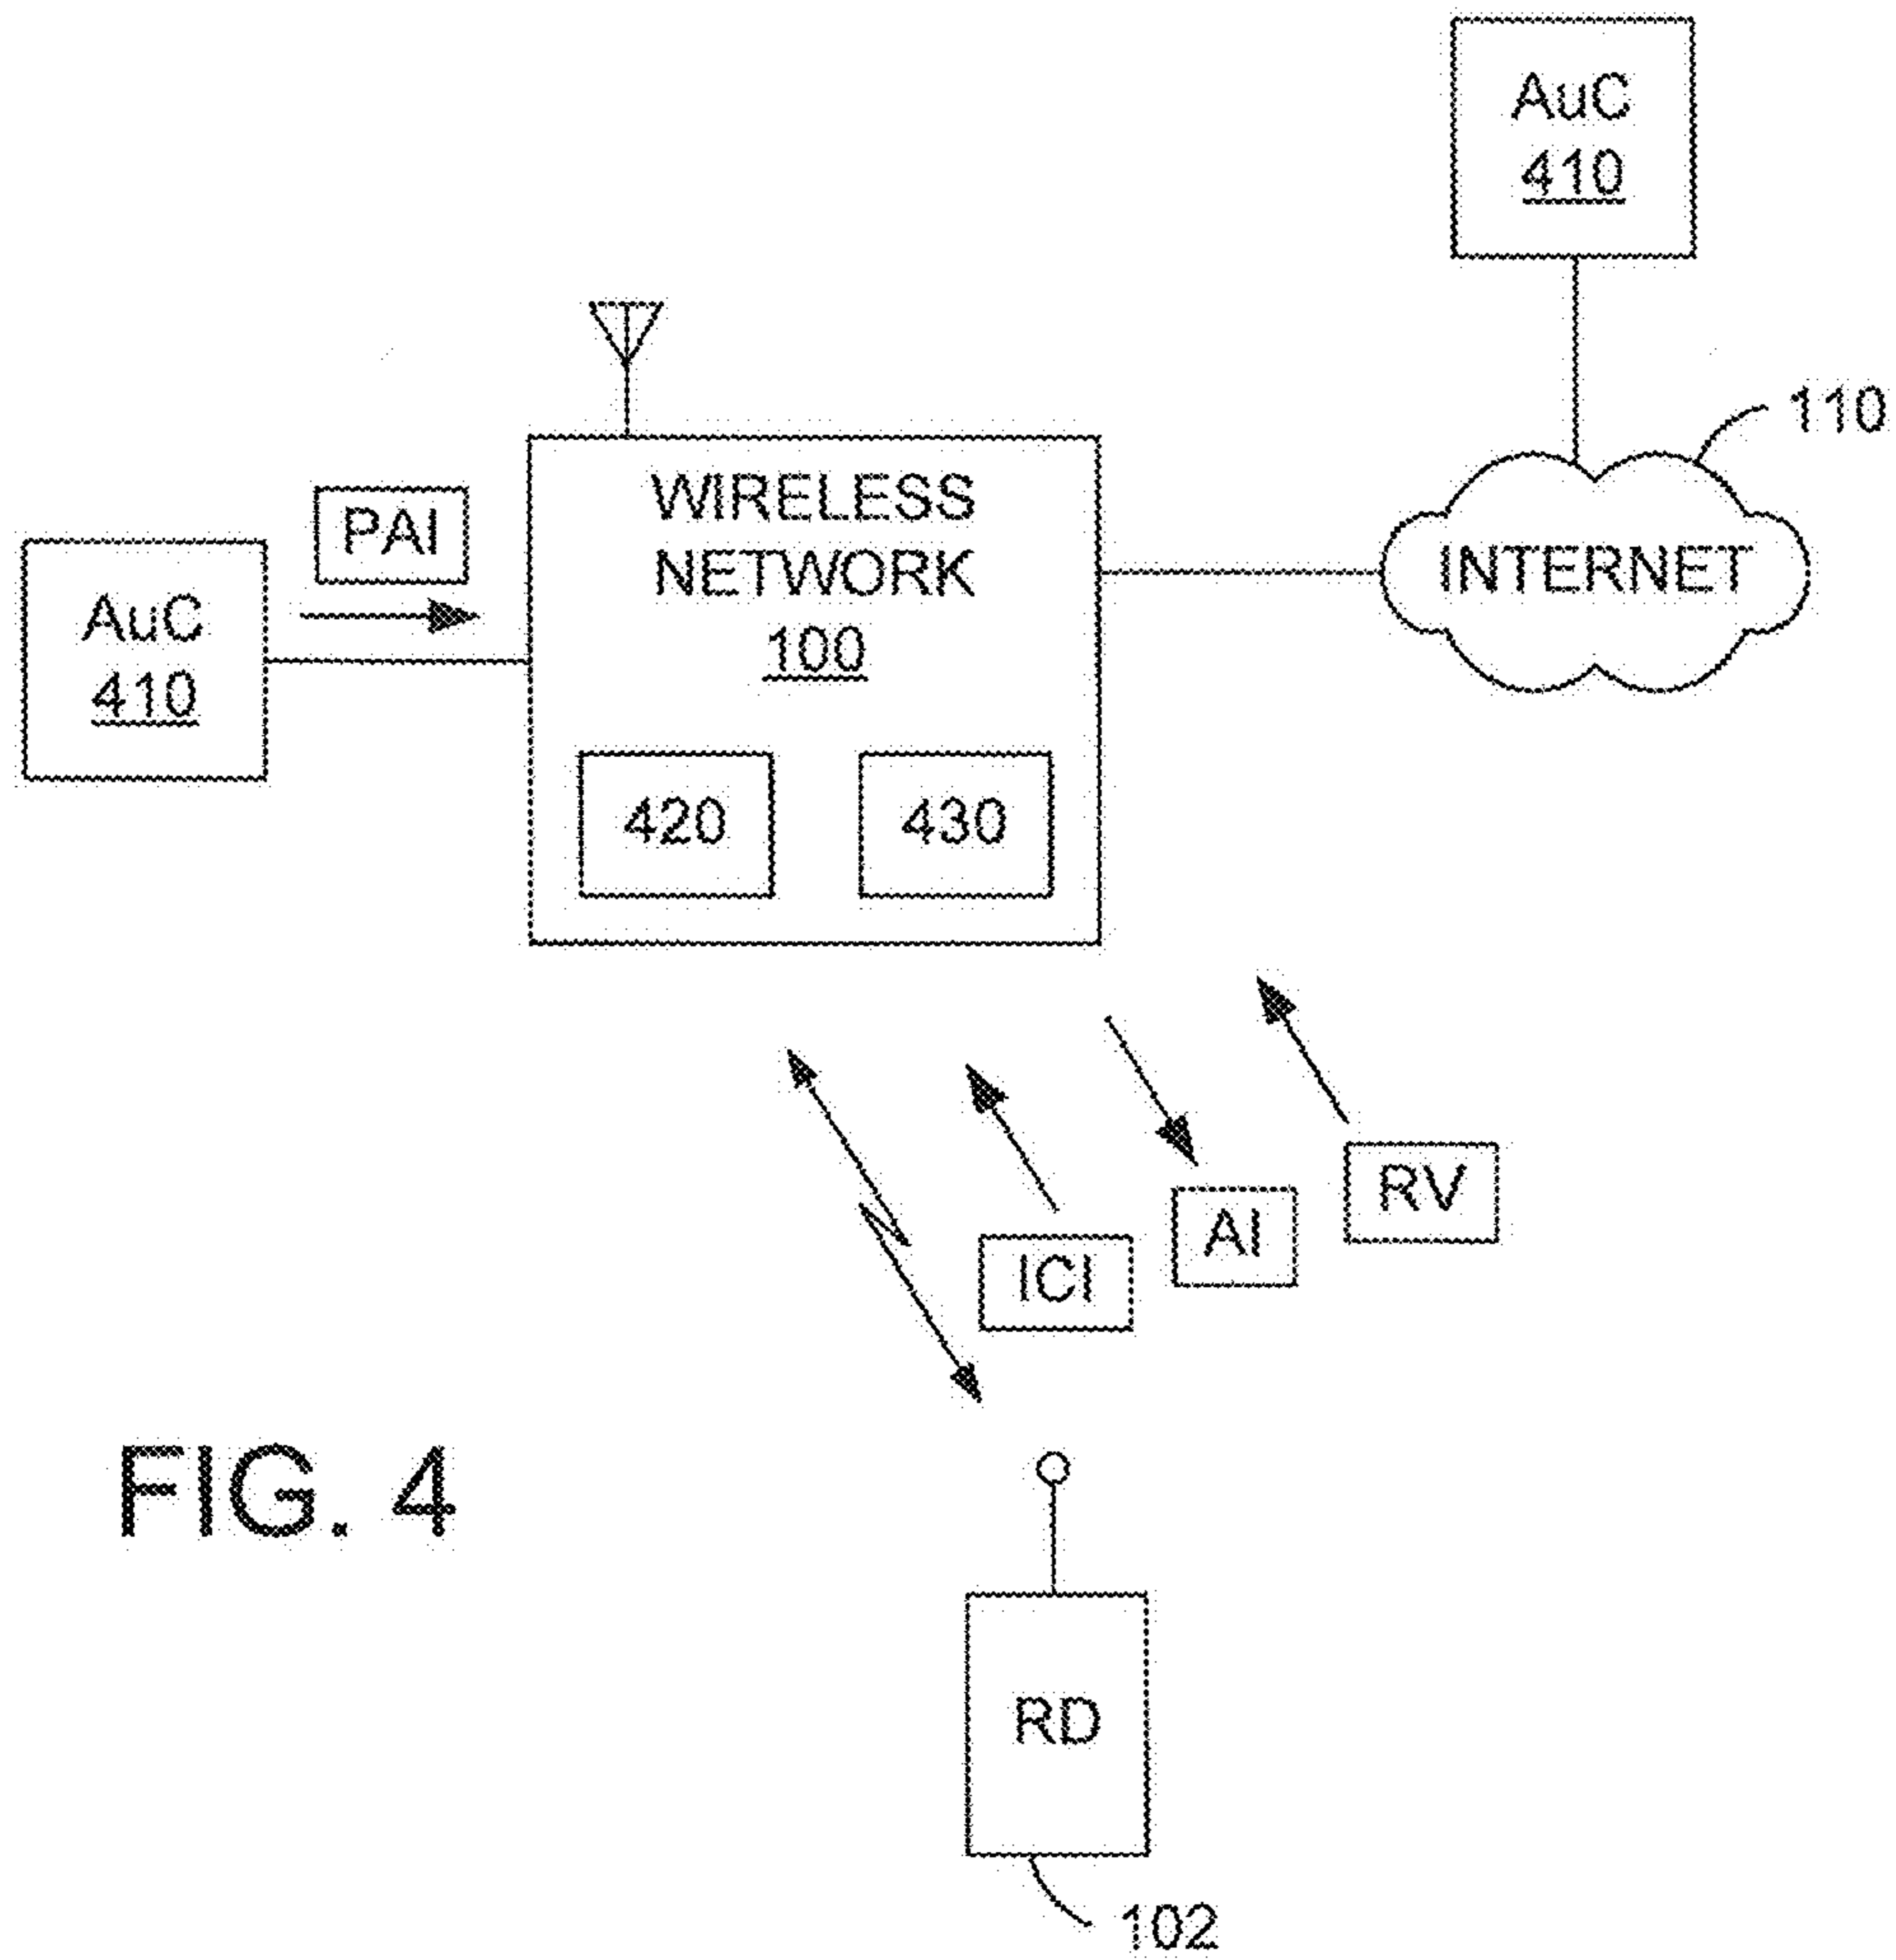 AuC
410
110
PAI
WIRELESS
NETWORK
100
INTERNET
AuC
410
420
430
RV
AI
ICI
FIG. 4
RD
102